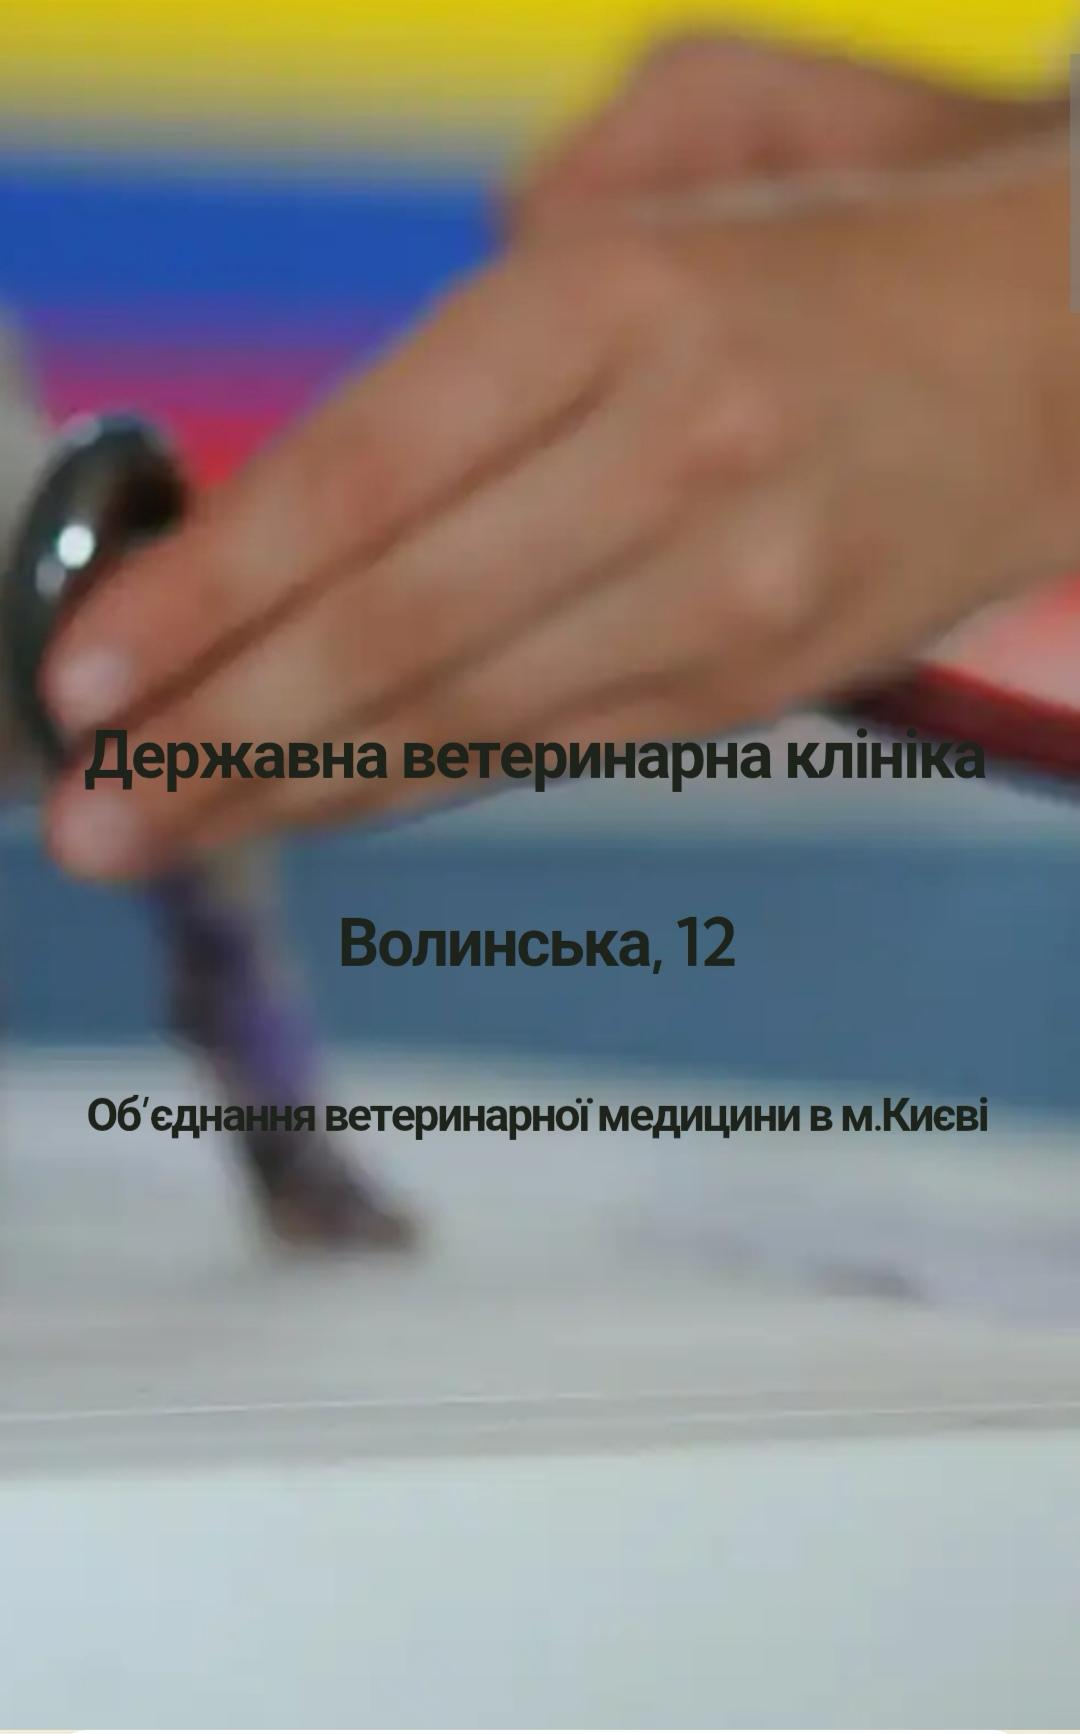 Державна ветеринарна клініка
Волинська, 12
Об’єднання ветеринарної медицини в м.Києві